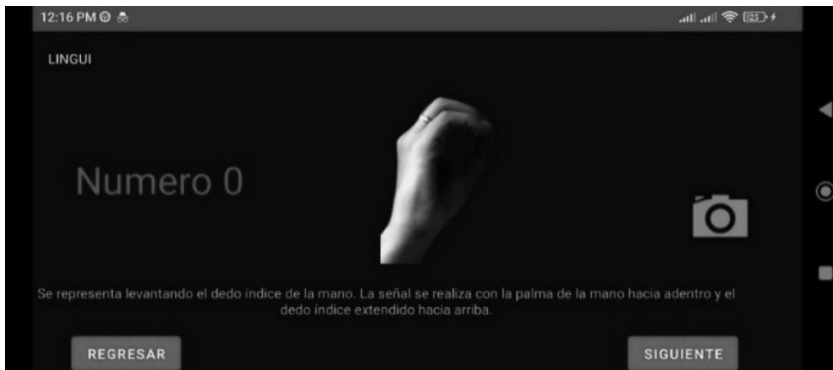 12:16 PM
LINGUI
Numero 0
Se representa levantando el dedo índice de la mano. La señal se realiza con la palma de la mano hacia adentro y el
dedo índice extendido hacia arriba.
REGRESAR
SIGUIENTE